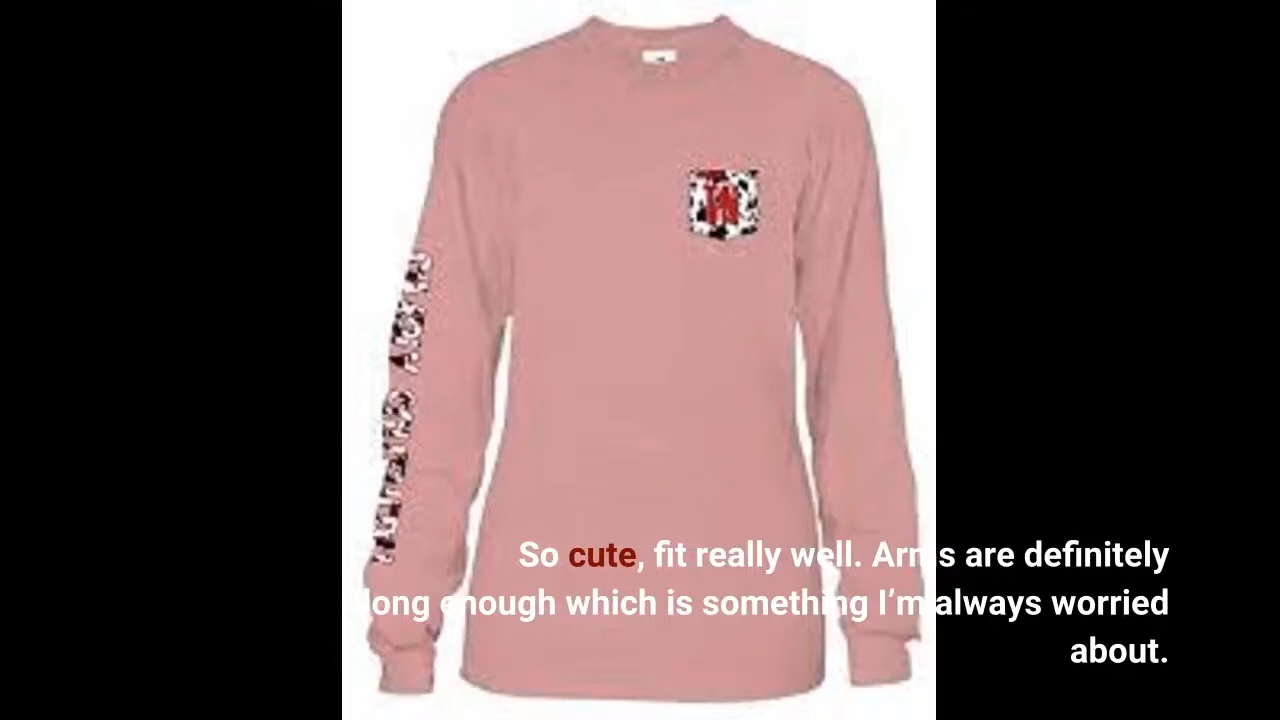 So cute, fit really well. Arms are definitely
long enough which is something I’m always worried
about.